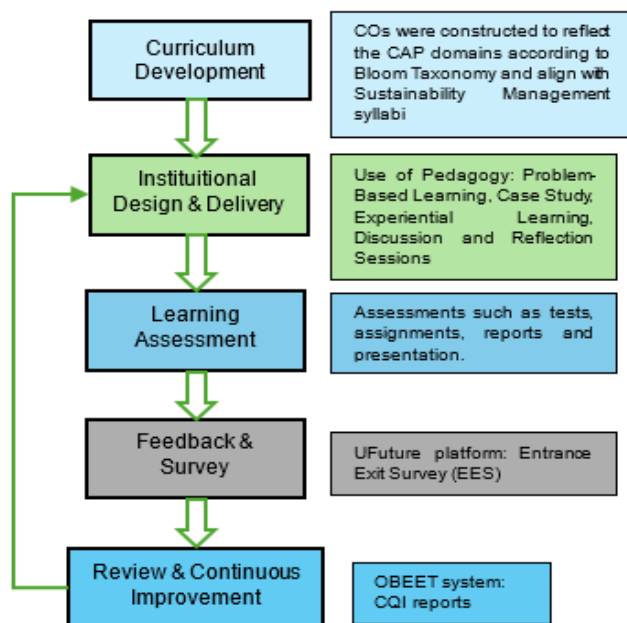 Curriculum
Development
COs were constructed to reflect
the CAP domains according to
Bloom Taxonomy and align with
Sustainability Management
syllabi
Instituitional
Design & Delivery
Use of Pedagogy: Problem-
Based Learning, Case Study,
Experiential Learning,
Discussion and Reflection
Sessions
Learning
Assessment
Assessments such as tests,
assignments, reports and
presentation.
Feedback &
Survey
UFuture platform: Entrance
Exit Survey (EES)
Review & Continuous
Improvement
OBEET system:
CQI reports